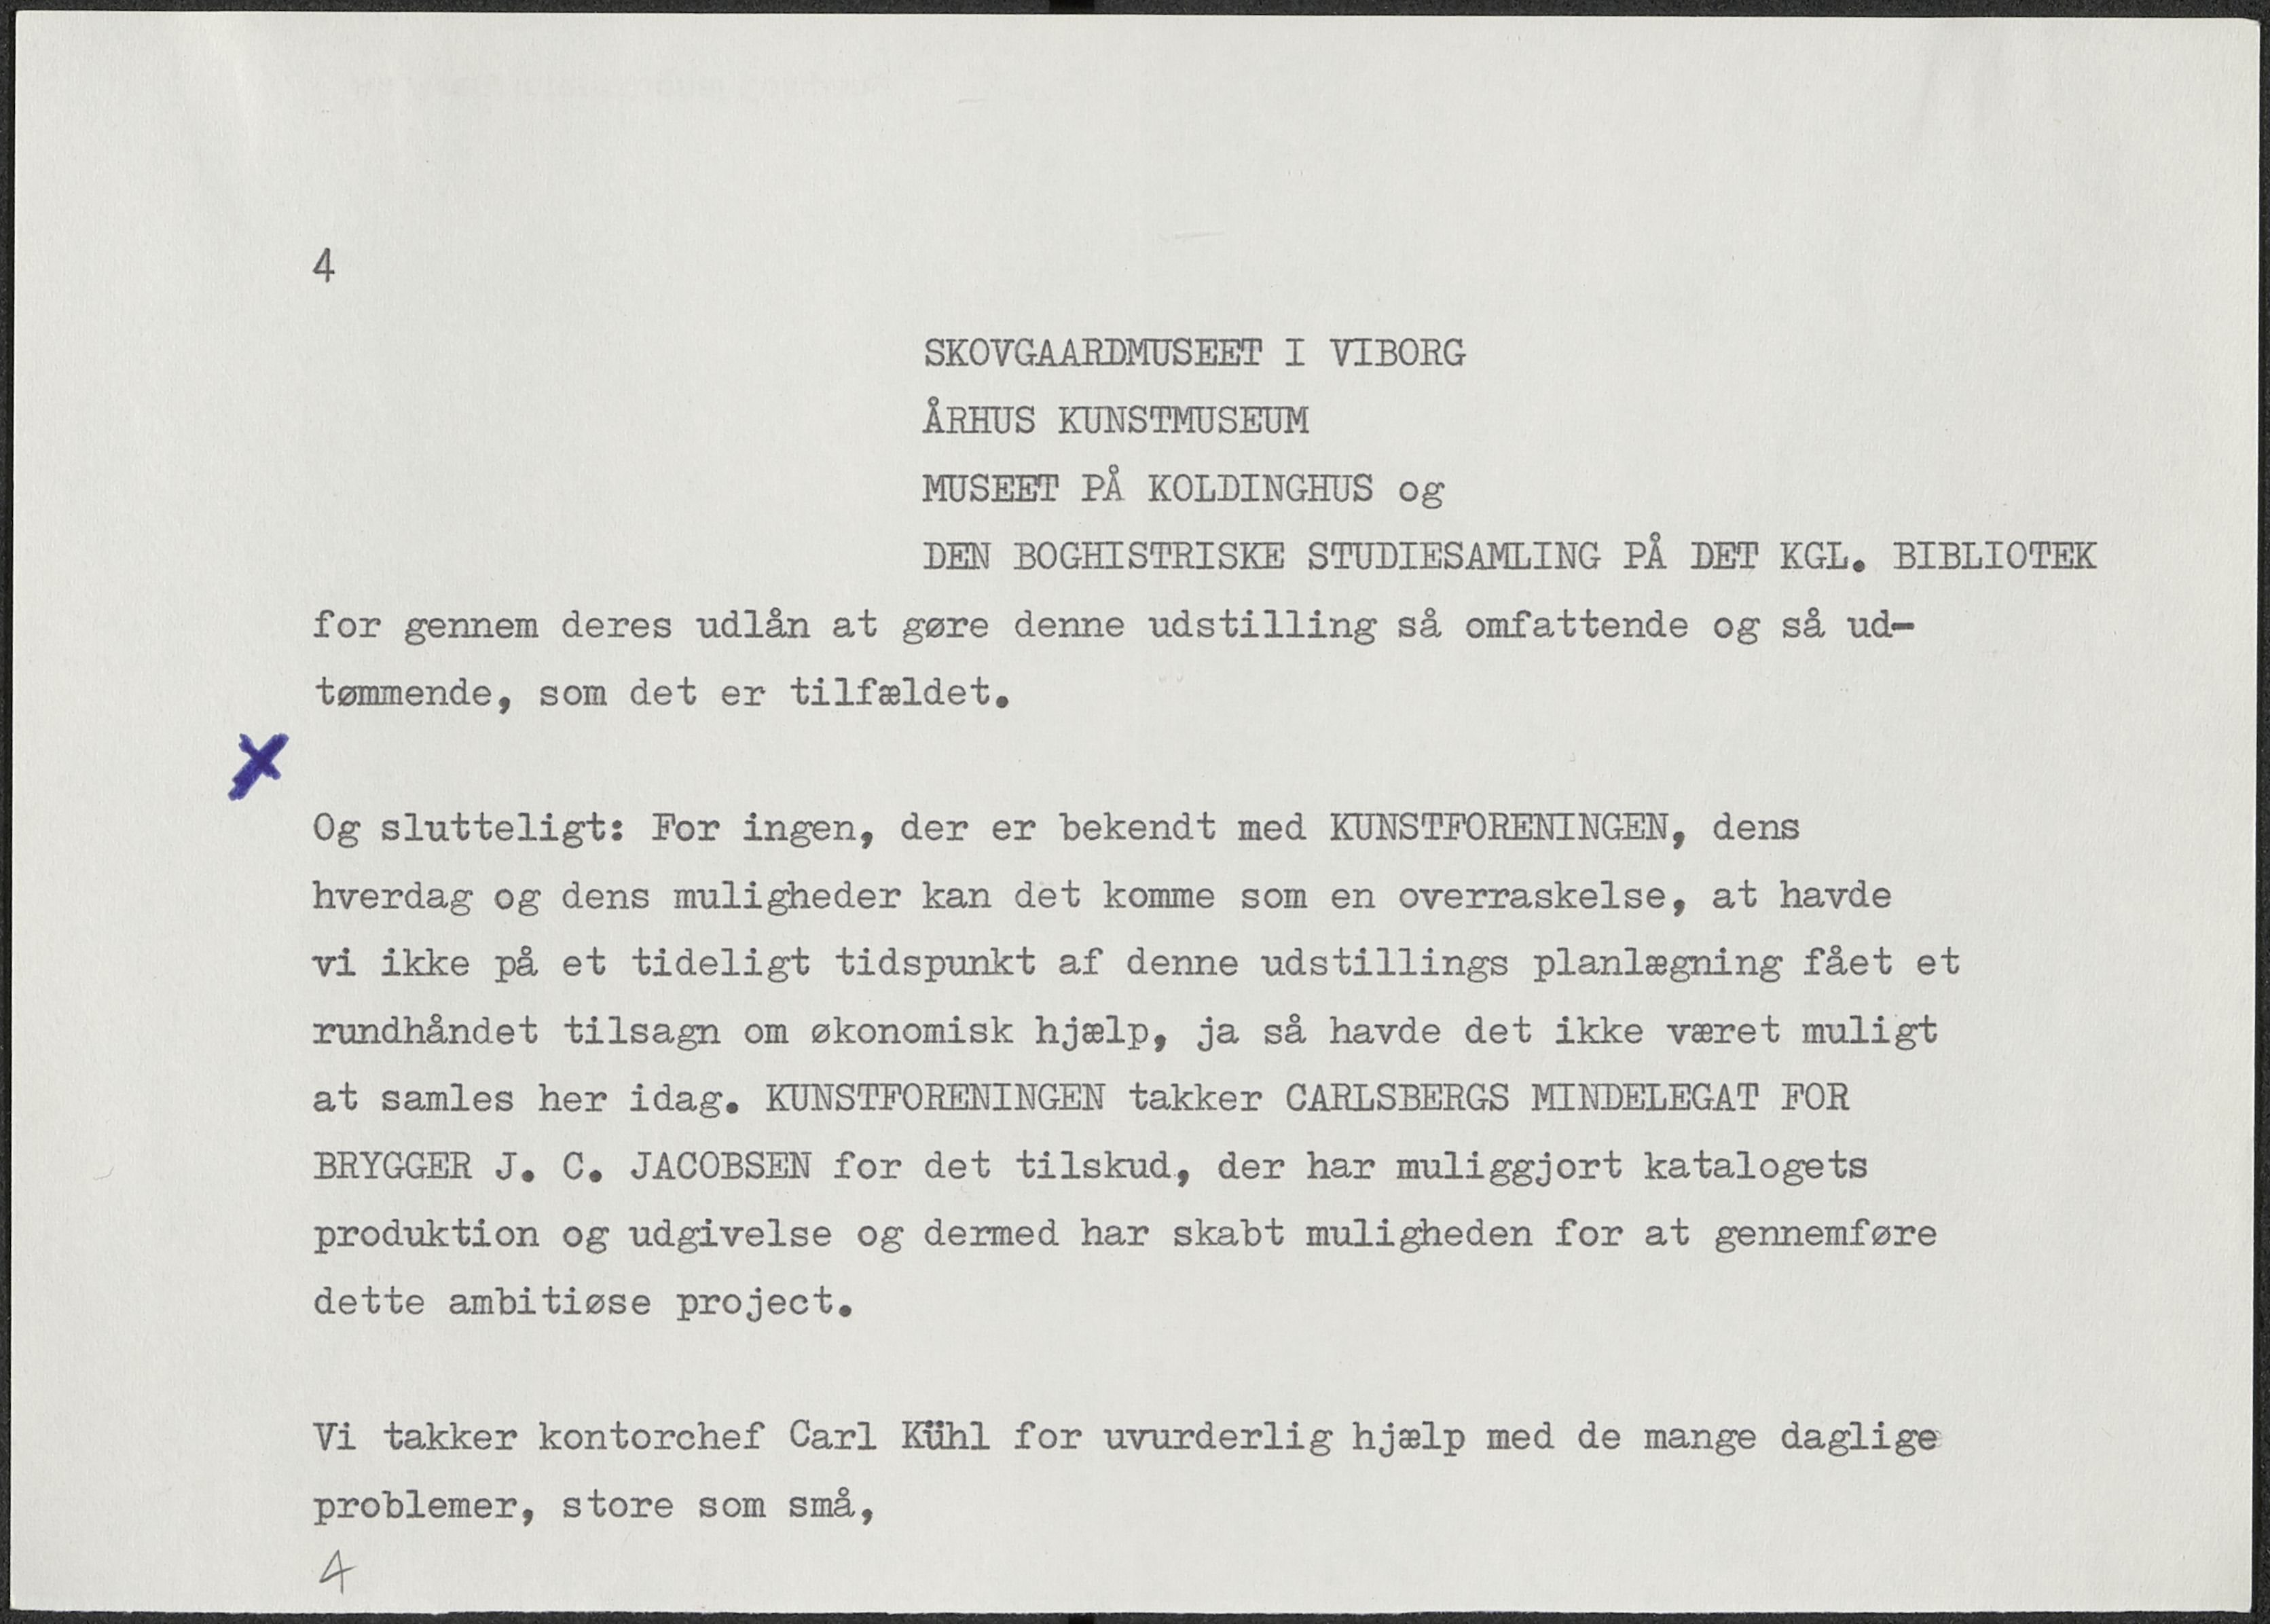 4
SKOVGAARDMUSEET I VIBORG
ÅRHUS KUNSTMUSEUM
MUSEET PÅ KOLDINGHUS og
DEN BOGHISTRISKE STUDIESAMLING PÅ DET KGL. BIBLIOTEK
for gennem deres udlån at gøre denne udstilling så omfattende og så ud-
tømmende, som det er tilfældet.
X
Og slutteligt: For ingen, der er bekendt med KUNSTFORENINGEN, dens
hverdag og dens muligheder kan det komme som en overraskelse, at havde
vi ikke på et tideligt tidspunkt af denne udstillings planlægning fået et
rundhåndet tilsagn om økonomisk hjælp, ja så havde det ikke været muligt
at samles her idag. KUNSTFORENINGEN takker CARLSBERGS MINDELEGAT FOR
BRYGGER J. C. JACOBSEN for det tilskud, der har muliggjort katalogets
produktion og udgivelse og dermed har skabt muligheden for at gennemføre
dette ambitiøse project.
Vi takker kontorchef Carl Kühl for uvurderlig hjælp med de mange daglige
problemer, store som små,
4